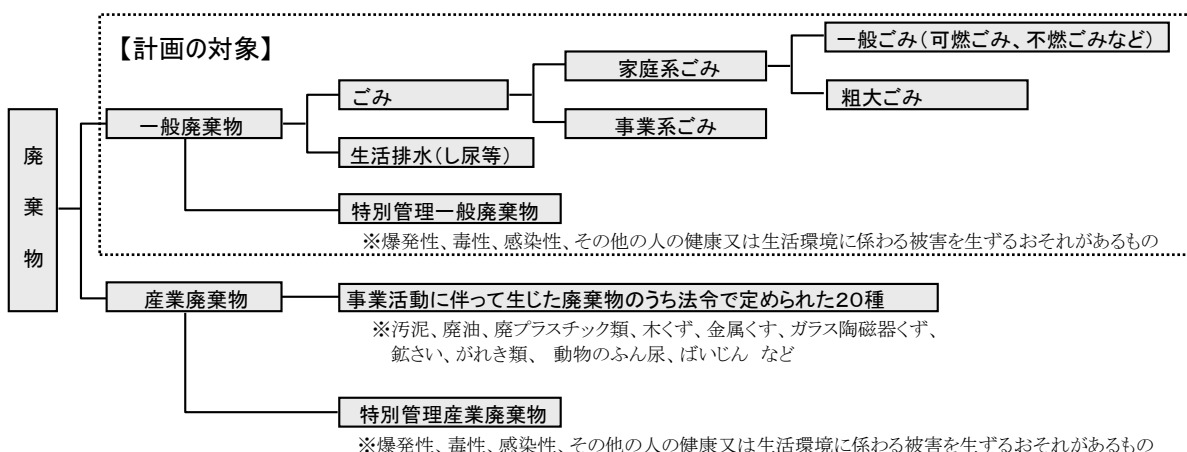 【計画の対象】
一般ごみ(可燃ごみ、不燃ごみなど)
家庭系ごみ
ごみ
粗大ごみ
一般廃棄物
事業系ごみ
生活排水(し尿等)
廃棄物
特別管理一般廃棄物
※爆発性、毒性、感染性、その他の人の健康又は生活環境に係わる被害を生ずるおそれがあるもの
産業廃棄物
事業活動に伴って生じた廃棄物のうち法令で定められた20種
※汚泥、廃油、廃プラスチック類、木くず、金属くす、ガラス陶磁器くず、
鉱さい、がれき類、 動物のふん尿、ばいじん など
特別管理産業廃棄物
※爆発性、毒性、感染性、その他の人の健康又は生活環境に係わる被害を生ずるおそれがあるもの